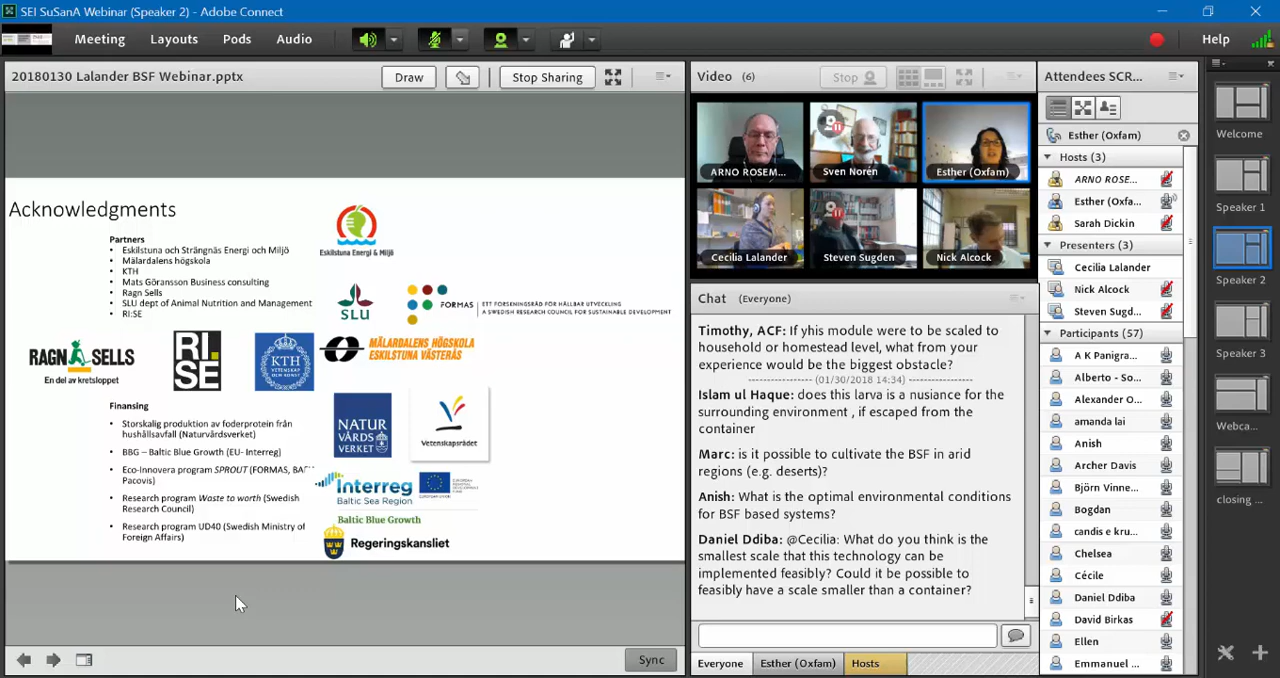 SEI SuSanA Webinar (Speaker 2) - Adobe Connect
Meeting Layouts Pods Audio Help
20180130 Lalander BSF Webinar.pptx
Draw
Stop Sharing
Acknowledgments
Partners
• Eskilstuna och Strängnäs Energi och Miljö
• Mälardalens högskola
• KTH
• Mats Göransson Business consulting
• Ragn Sells
• SLU dept of Animal Nutrition and Management
• RI:SE
Eskilstuna Energi & Miljö
SLU
FORMAS
ETT FORSKNINGSRÅD FÖR HÅLLBAR UTVECKLING
A SWEDISH RESEARCH COUNCIL FOR SUSTAINABLE DEVELOPMENT
RAGN SELLS
En del av kretsloppet
RI.
SE
KTH
VETENSKAP
OCH KONST
MÄLARDALENS HÖGSKOLA
ESKILSTUNA VÄSTERÅS
Finansing
• Storskalig produktion av foderprotein från
hushållsavfall (Naturvårdsverket)
• BBG – Baltic Blue Growth (EU- Interreg)
• Eco-Innovera program SPROUT (FORMAS,
Pacovis)
• Research program Waste to worth (Swedish
Research Council)
• Research program UD40 (Swedish Ministry of
Foreign Affairs)
NATUR
VÅRDS
VERKET
Vetenskapsrådet
Interreg
Baltic Sea Region
Baltic Blue Growth
Regeringskansliet
Sync
Video (6)
Stop
ARNO ROSEM...
Sven Norén
Esther (Oxfam)
Cecilia Lalander
Steven Sugden
Nick Alcock
Chat (Everyone)
Timothy, ACF: If yhis module were to be scaled to
household or homestead level, what from your
experience would be the biggest obstacle?
------------------ (01/30/2018 14:34) ------------------
Islam ul Haque: does this larva is a nusiance for the
surrounding environment , if escaped from the
container
Marc: is it possible to cultivate the BSF in arid
regions (e.g. deserts)?
Anish: What is the optimal environmental conditions
for BSF based systems?
Daniel Ddiba: @Cecilia: What do you think is the
smallest scale that this technology can be
implemented feasibly? Could it be possible to
feasibly have a scale smaller than a container?
Everyone
Esther (Oxfam)
Hosts
Attendees SCR...
Esther (Oxfam)
Hosts (3)
ARNO ROSE...
Esther (Oxfa...
Sarah Dickin
Presenters (3)
Cecilia Lalander
Nick Alcock
Steven Sugd...
Participants (57)
A K Panigra...
Alberto - So...
Alexander O...
amanda lai
Anish
Archer Davis
Björn Vinne...
Bogdan
candis e kru...
Chelsea
Cécile
Daniel Ddiba
David Birkas
Ellen
Emmanuel ...
Welcome
Speaker 1
Speaker 2
Speaker 3
Webca...
closing ...